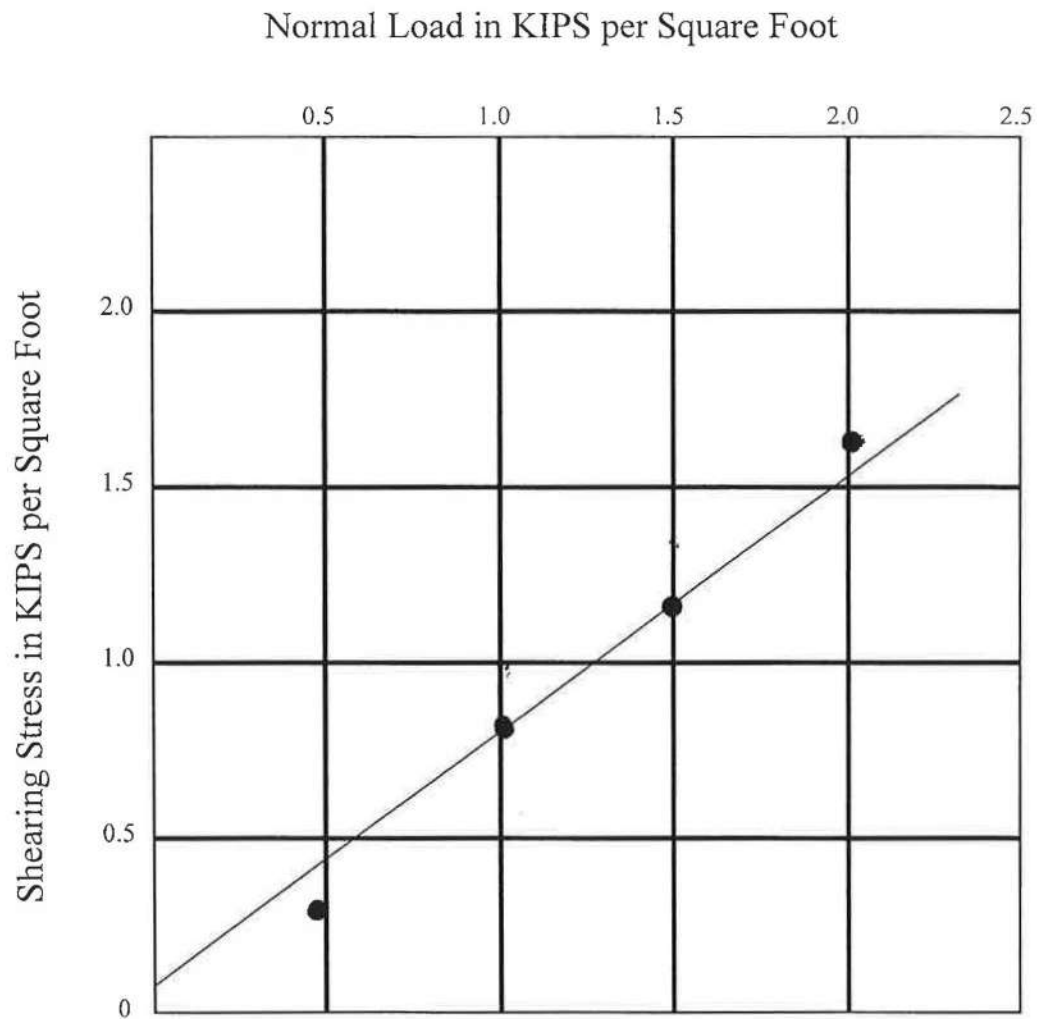 Normal Load in KIPS per Square Foot
0.5 1.0 1.5 2.0 2.5
Shearing Stress in KIPS per Square Foot
2.0
1.5
1.0
0.5
0